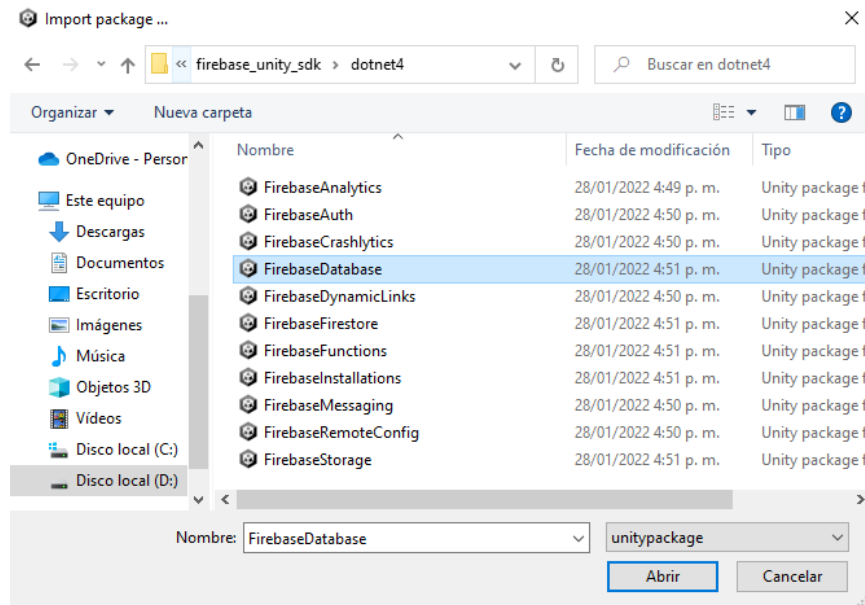 Import package ...
« firebase_unity_sdk > dotnet4
Buscar en dotnet4
Organizar
Nueva carpeta
OneDrive - Person
Este equipo
Descargas
Documentos
Escritorio
Imágenes
Música
Objetos 3D
Vídeos
Disco local (C:)
Disco local (D:)
Nombre Fecha de modificación Tipo
FirebaseAnalytics 28/01/2022 4:49 p. m. Unity package f
FirebaseAuth 28/01/2022 4:50 p. m. Unity package f
FirebaseCrashlytics 28/01/2022 4:50 p. m. Unity package f
FirebaseDatabase 28/01/2022 4:51 p. m. Unity package f
FirebaseDynamicLinks 28/01/2022 4:50 p. m. Unity package f
FirebaseFirestore 28/01/2022 4:51 p. m. Unity package f
FirebaseFunctions 28/01/2022 4:51 p. m. Unity package f
FirebaseInstallations 28/01/2022 4:51 p. m. Unity package f
FirebaseMessaging 28/01/2022 4:50 p. m. Unity package f
FirebaseRemoteConfig 28/01/2022 4:50 p. m. Unity package f
FirebaseStorage 28/01/2022 4:51 p. m. Unity package f
Nombre: FirebaseDatabase
unitypackage
Abrir
Cancelar